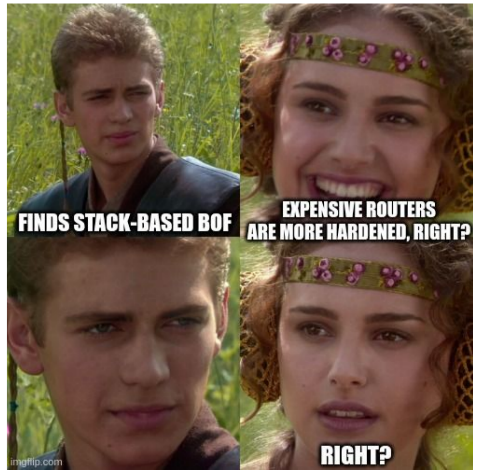 FINDS STACK-BASED BOF
EXPENSIVE ROUTERS
ARE MORE HARDENED, RIGHT?
RIGHT?
imgflip.com